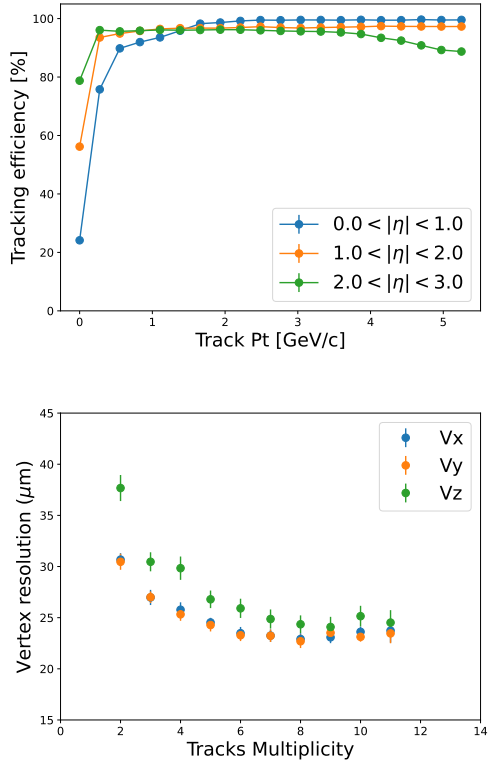 100
80
60
40
20
0
Tracking efficiency [%]
0.0 < |η| < 1.0
1.0 < |η| < 2.0
2.0 < |η| < 3.0
0 1 2 3 4 5
Track Pt [GeV/c]
45
40
35
30
25
20
15
Vertex resolution (μm)
Vx
Vy
Vz
0 2 4 6 8 10 12 14
Tracks Multiplicity